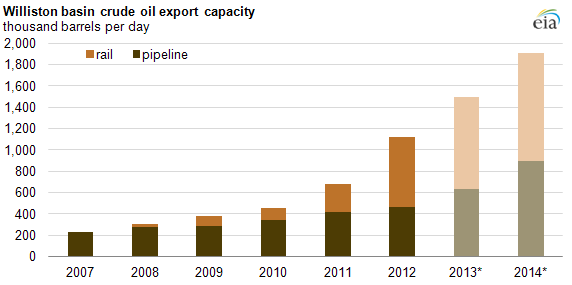 Williston basin crude oil export capacity
thousand barrels per day
eia
2,000
rail pipeline
1,800
1,600
1,400
1,200
1,000
800
600
400
200
0
2007 2008 2009 2010 2011 2012 2013* 2014*